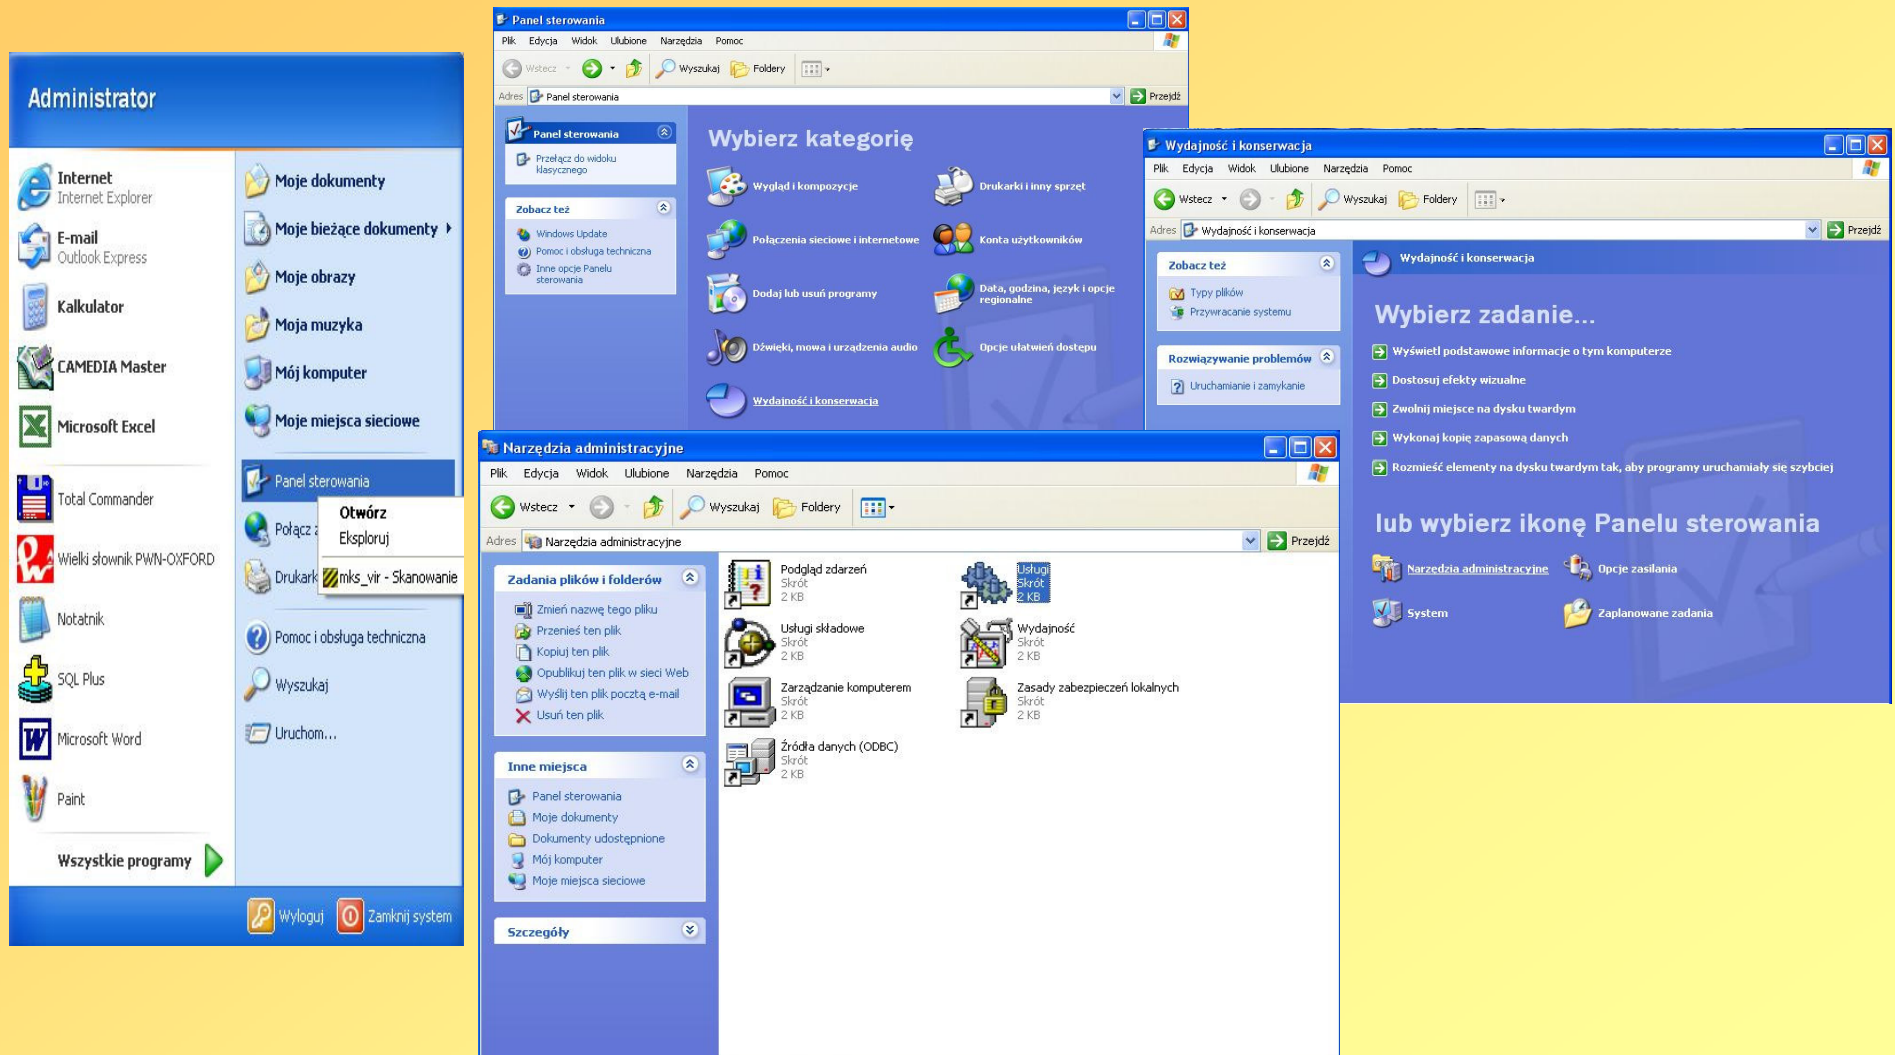 Administrator
Internet
Internet Explorer
E-mail
Outlook Express
Kalkulator
CAMEDIA Master
Microsoft Excel
Total Commander
Wielki słownik PWN-OXFORD
Notatnik
SQL Plus
Microsoft Word
Paint
Wszystkie programy
Moje dokumenty
Moje bieżące dokumenty
Moje obrazy
Moja muzyka
Mój komputer
Moje miejsca sieciowe
Panel sterowania
Połącz z
Drukark
Otwórz
Eksploruj
mks_vir - Skanowanie
Pomoc i obsługa techniczna
Wyszukaj
Uruchom...
Wyloguj Zamknij system
Panel sterowania
Plik Edycja Widok Ulubione Narzędzia Pomoc
Wstecz Wyszukaj Foldery
Adres Panel sterowania Przejdź
Panel sterowania
Przełącz do widoku
klasycznego
Zobacz też
Windows Update
Pomoc i obsługa techniczna
Inne opcje Panelu
sterowania
Wybierz kategorię
Wygląd i kompozycje
Drukarki i inny sprzęt
Połączenia sieciowe i internetowe
Konta użytkowników
Dodaj lub usuń programy
Data, godzina, język i opcje
regionalne
Dźwięki, mowa i urządzenia audio
Opcje ułatwień dostępu
Wydajność i konserwacja
Wydajność i konserwacja
Plik Edycja Widok Ulubione Narzędzia Pomoc
Wstecz Wyszukaj Foldery
Adres Wydajność i konserwacja Przejdź
Zobacz też
Typy plików
Przywracanie systemu
Rozwiązywanie problemów
Uruchamianie i zamykanie
Wydajność i konserwacja
Wybierz zadanie...
Wyświetl podstawowe informacje o tym komputerze
Dostosuj efekty wizualne
Zwolnij miejsce na dysku twardym
Wykonaj kopię zapasową danych
Rozmieść elementy na dysku twardym tak, aby programy uruchamiały się szybciej
lub wybierz ikonę Panelu sterowania
Narzędzia administracyjne
Opcje zasilania
System
Zaplanowane zadania
Narzędzia administracyjne
Plik Edycja Widok Ulubione Narzędzia Pomoc
Wstecz Wyszukaj Foldery
Adres Narzędzia administracyjne Przejdź
Zadania plików i folderów
Zmień nazwę tego pliku
Przenieś ten plik
Kopiuj ten plik
Opublikuj ten plik w sieci Web
Wyślij ten plik pocztą e-mail
Usuń ten plik
Inne miejsca
Panel sterowania
Moje dokumenty
Dokumenty udostępnione
Mój komputer
Moje miejsca sieciowe
Szczegóły
Podgląd zdarzeń
Skrót
2 KB
Usługi
Skrót
2 KB
Usługi składowe
Skrót
2 KB
Wydajność
Skrót
2 KB
Zarządzanie komputerem
Skrót
2 KB
Zasady zabezpieczeń lokalnych
Skrót
2 KB
Źródła danych (ODBC)
Skrót
2 KB